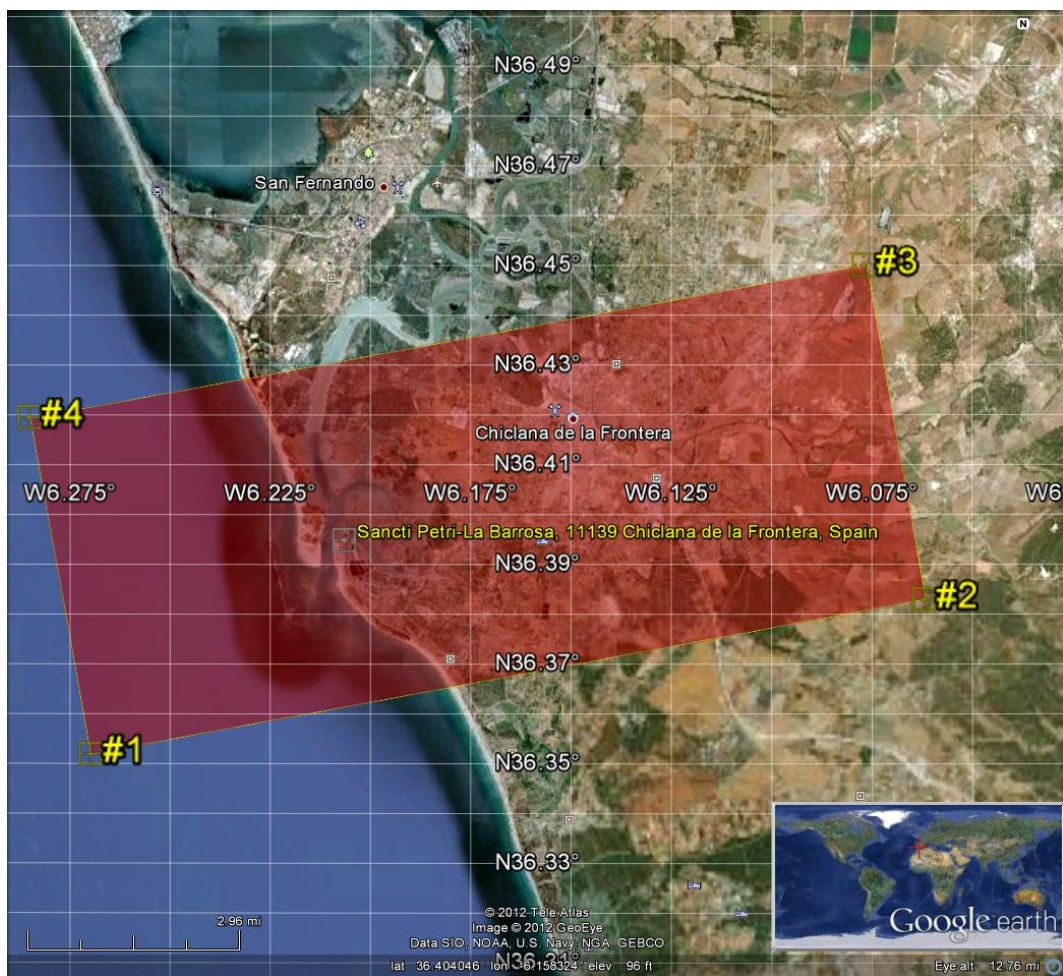 N
N36.49°
N36.47°
San Fernando
N36.45°
#3
N36.43°
#4
Chiclana de la Frontera
N36.41°
W6.275° W6.225° W6.175° W6.125° W6.075° W6.
Sancti Petri-La Barrosa, 11139 Chiclana de la Frontera, Spain
N36.39°
#2
N36.37°
#1
N36.35°
N36.33°
2.96 mi
© 2012 Tele Atlas
Image © 2012 GeoEye
Data SIO, NOAA, U.S. Navy, NGA, GEBCO
Google earth
N36.31°
lat 36.404046° lon 6.158324° elev 96 ft
Eye alt 12.76 mi